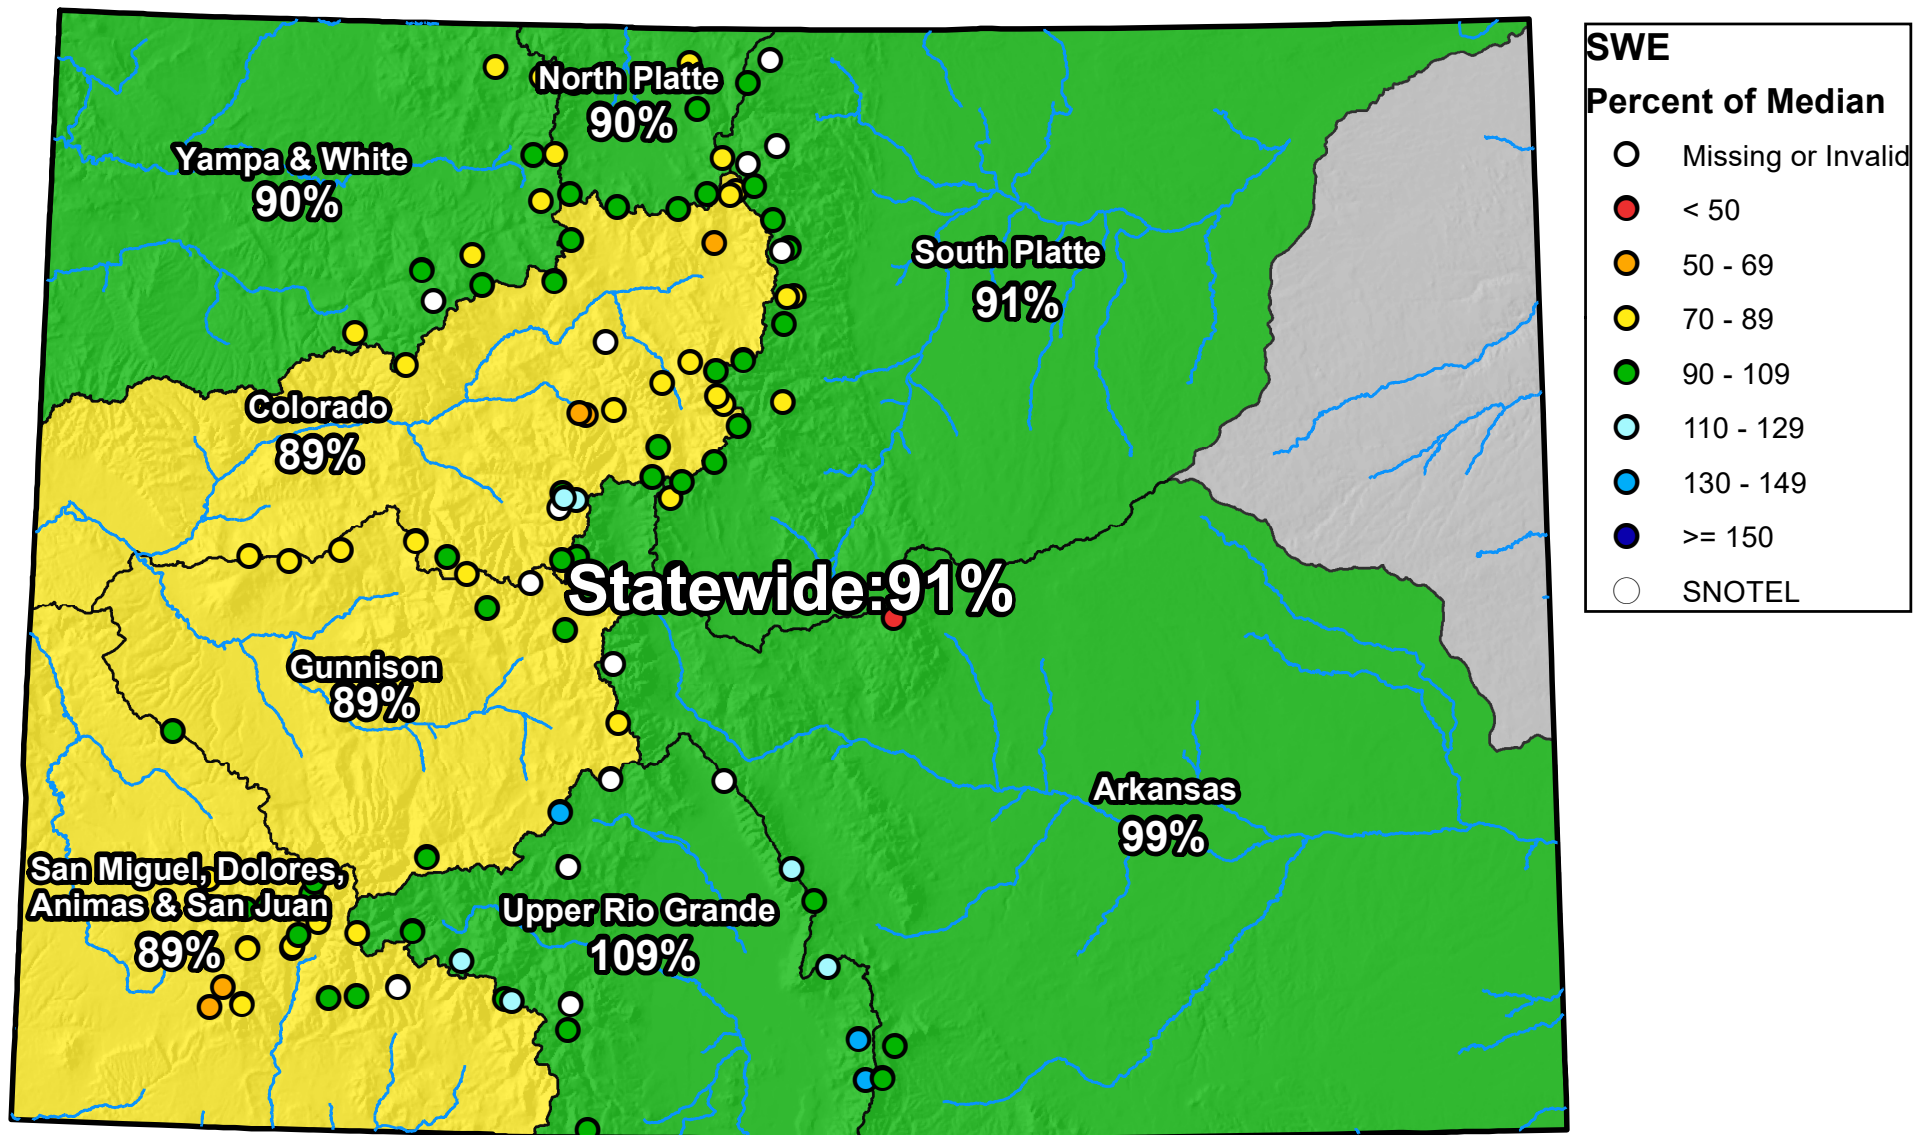 North Platte
90%
Yampa & White
90%
South Platte
91%
Colorado
89%
Statewide:91%
Gunnison
89%
Arkansas
99%
San Miguel, Dolores,
Animas & San Juan
89%
Upper Rio Grande
109%
SWE
Percent of Median
Missing or Invalid
< 50
50 - 69
70 - 89
90 - 109
110 - 129
130 - 149
>= 150
SNOTEL